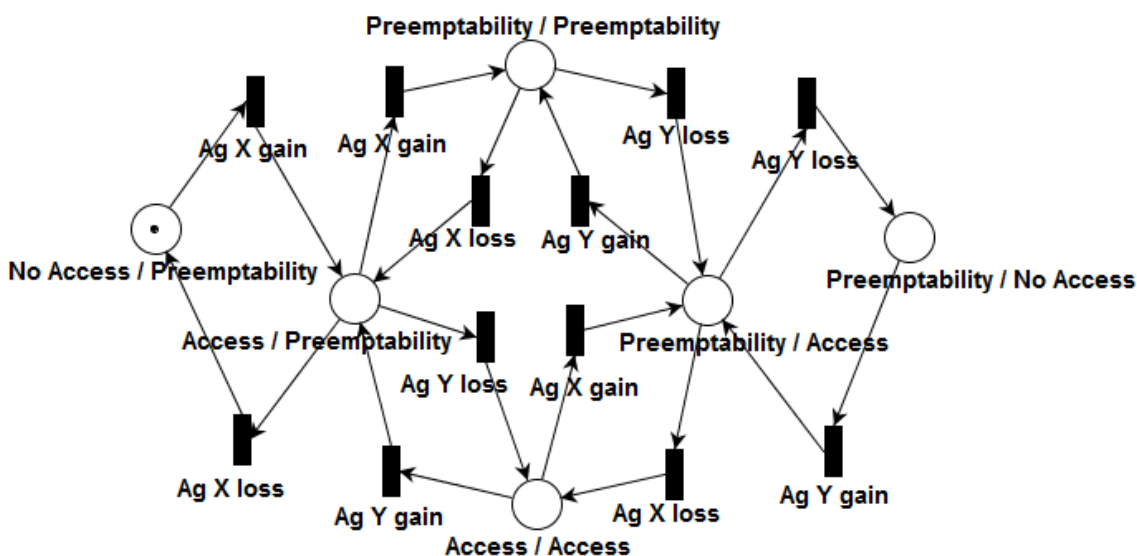 Preemptability / Preemptability
Ag X gain
Ag X gain
Ag Y loss
Ag Y loss
Ag X loss
Ag Y gain
No Access / Preemptability
Preemptability / No Access
Access / Preemptability
Preemptability / Access
Ag Y loss
Ag X gain
Ag X loss
Ag Y gain
Ag X loss
Ag Y gain
Access / Access